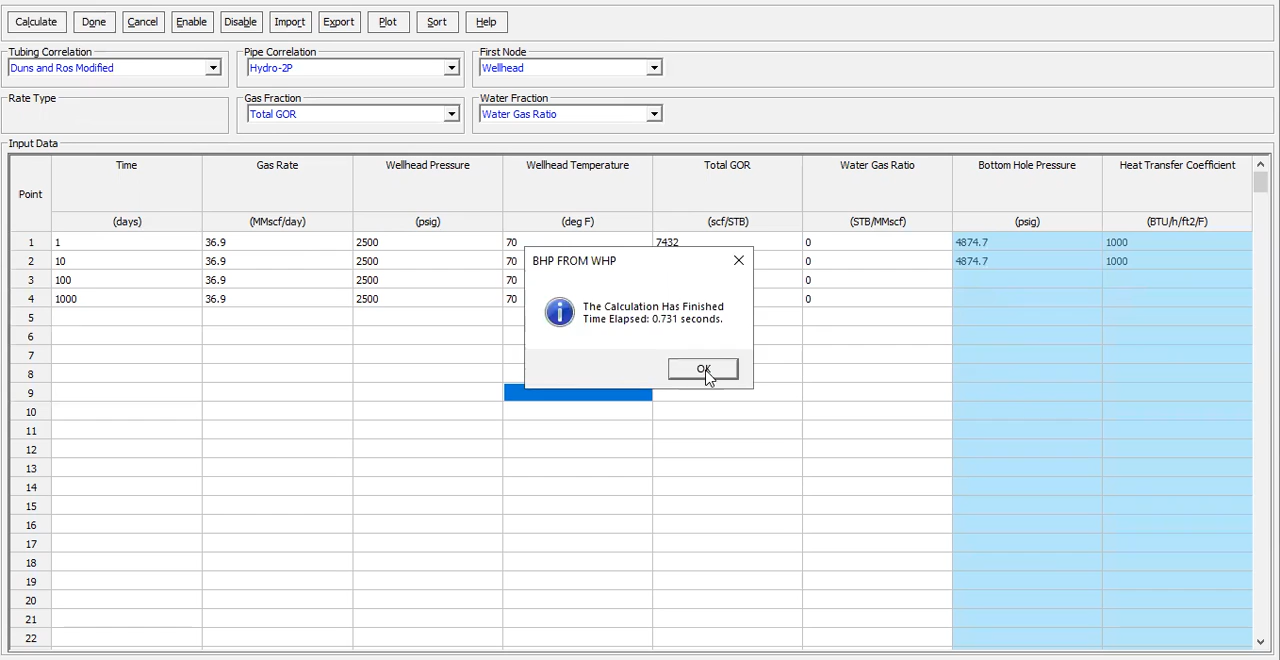 Calculate Done Cancel Enable Disable Import Export Plot Sort Help
Tubing Correlation Pipe Correlation First Node
Duns and Ros Modified Hydro-2P Wellhead
Rate Type Gas Fraction Water Fraction
Total GOR Water Gas Ratio
Input Data
Point Time Gas Rate Wellhead Pressure Wellhead Temperature Total GOR Water Gas Ratio Bottom Hole Pressure Heat Transfer Coefficient
(days) (MMscf/day) (psig) (deg F) (scf/STB) (STB/MMscf) (psig) (BTU/h/ft2/F)
1 1 36.9 2500 70 7432 0 4874.7 1000
2 10 36.9 2500 70 0 4874.7 1000
3 100 36.9 2500 70 0
4 1000 36.9 2500 70 0
5
6
7
8
9
10
11
12
13
14
15
16
17
18
19
20
21
22
BHP FROM WHP
The Calculation Has Finished
Time Elapsed: 0.731 seconds.
OK